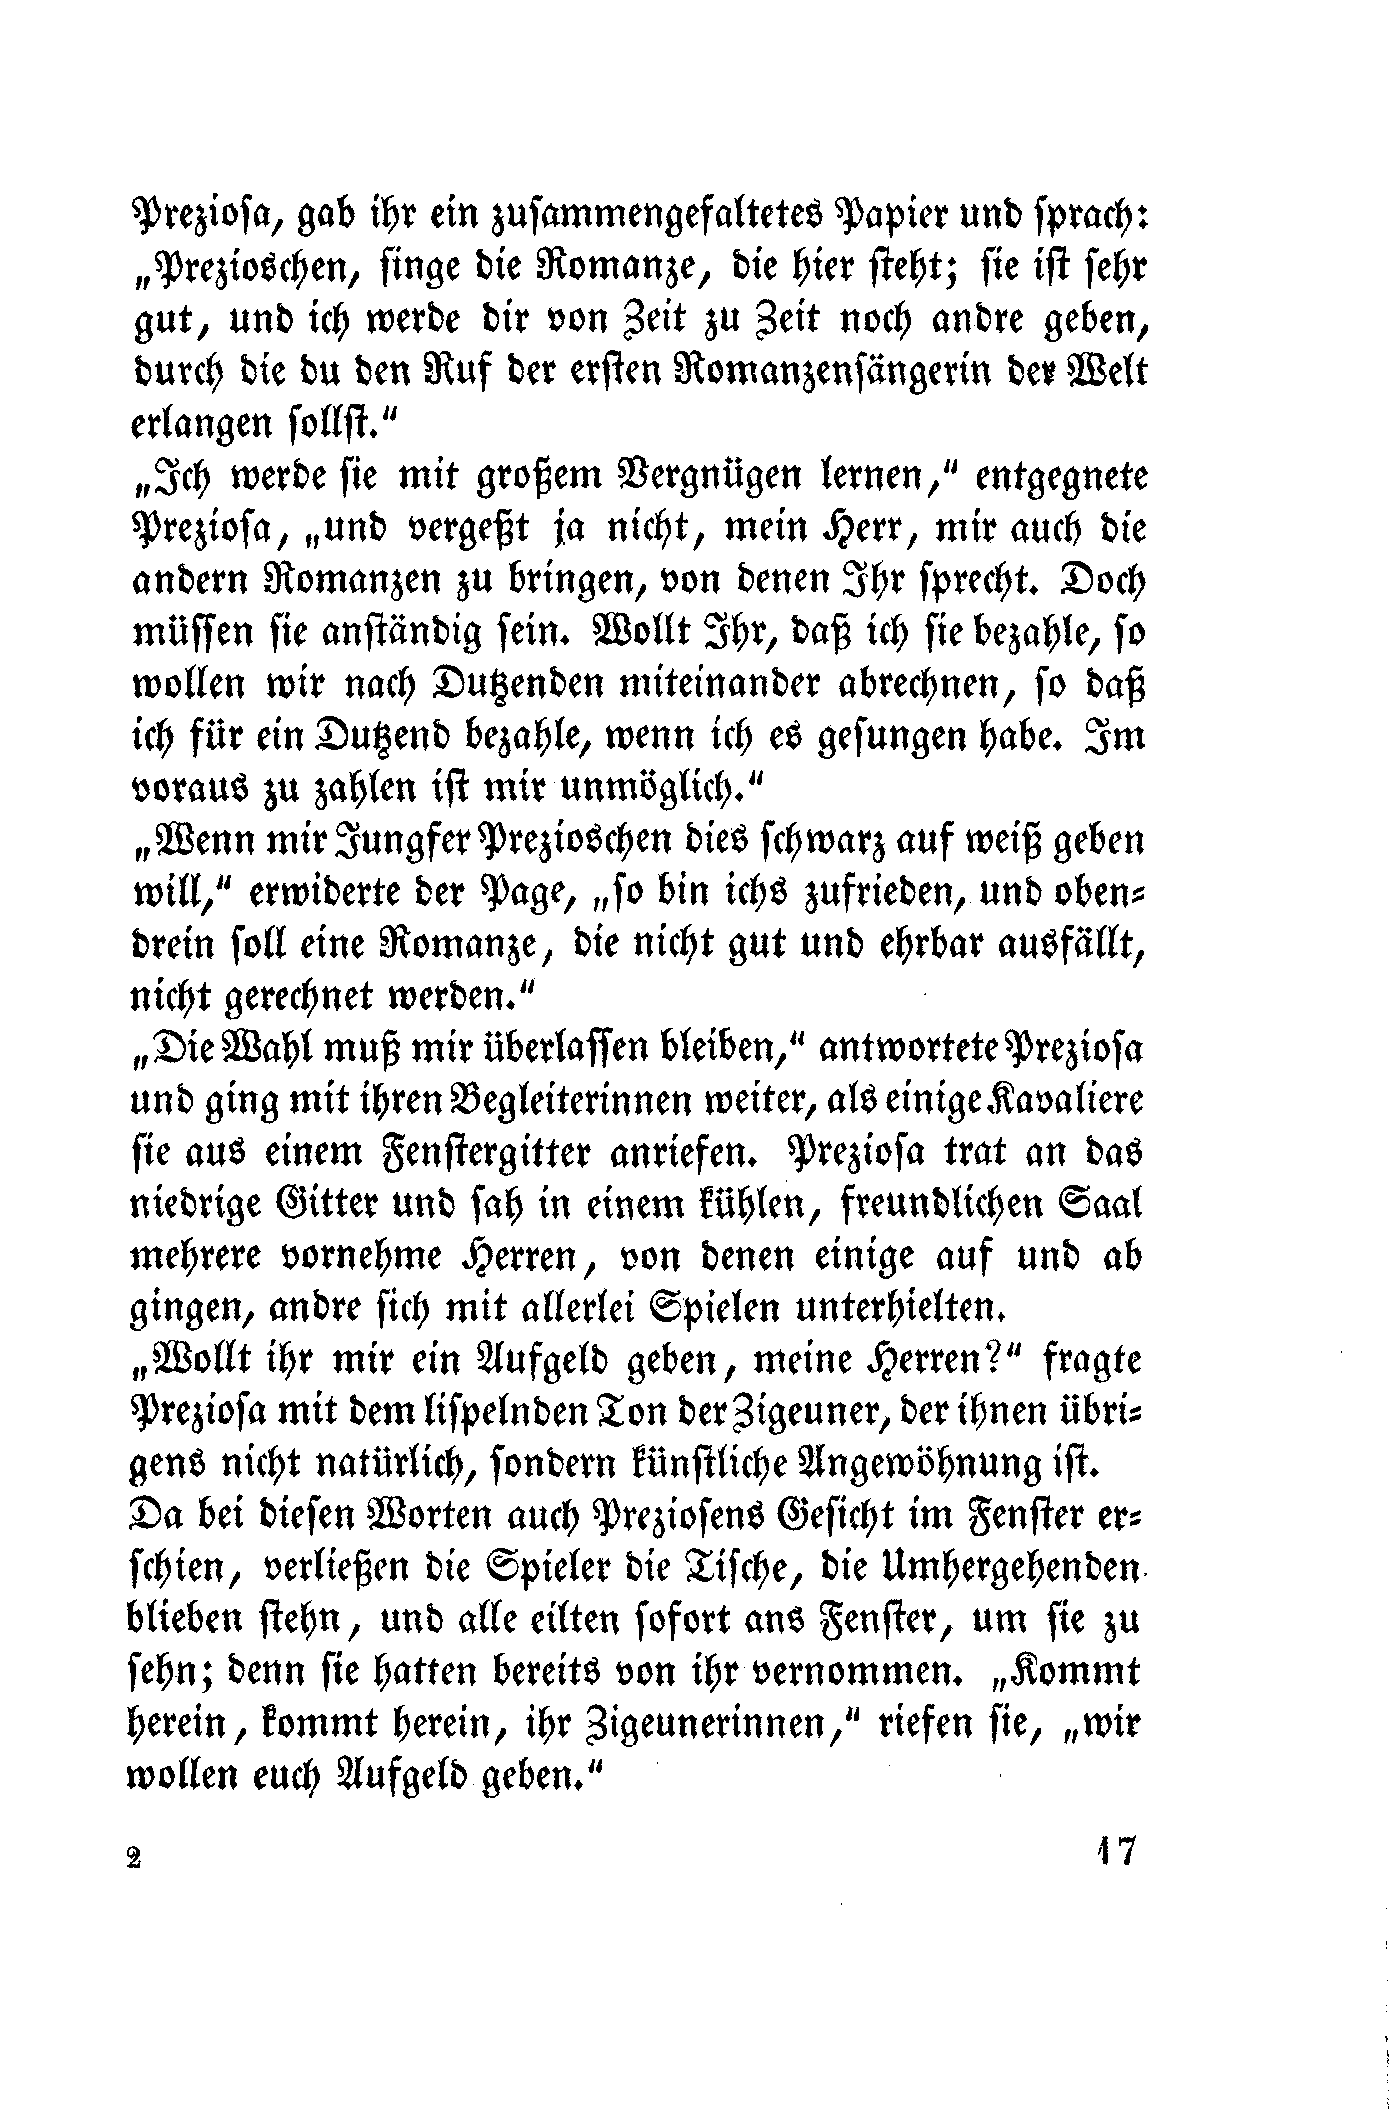 Preziosa, gab ihr ein zusammengefaltetes Papier und sprach:
„Prezioschen, singe die Romanze, die hier steht; sie ist sehr
gut, und ich werde dir von Zeit zu Zeit noch andre geben,
durch die du den Ruf der ersten Romanzensängerin der Welt
erlangen sollst.“
„Ich werde sie mit großem Vergnügen lernen,“ entgegnete
Preziosa, „und vergeßt ja nicht, mein Herr, mir auch die
andern Romanzen zu bringen, von denen Ihr sprecht. Doch
müssen sie anständig sein. Wollt Ihr, daß ich sie bezahle, so
wollen wir nach Dutzenden miteinander abrechnen, so daß
ich für ein Dutzend bezahle, wenn ich es gesungen habe. Im
voraus zu zahlen ist mir unmöglich.“
„Wenn mir Jungfer Prezioschen dies schwarz auf weiß geben
will,“ erwiderte der Page, „so bin ichs zufrieden, und oben-
drein soll eine Romanze, die nicht gut und ehrbar ausfällt,
nicht gerechnet werden.“
„Die Wahl muß mir überlassen bleiben,“ antwortete Preziosa
und ging mit ihren Begleiterinnen weiter, als einige Kavaliere
sie aus einem Fenstergitter anriefen. Preziosa trat an das
niedrige Gitter und sah in einem kühlen, freundlichen Saal
mehrere vornehme Herren, von denen einige auf und ab
gingen, andre sich mit allerlei Spielen unterhielten.
„Wollt ihr mir ein Aufgeld geben, meine Herren?“ fragte
Preziosa mit dem lispelnden Ton der Zigeuner, der ihnen übri-
gens nicht natürlich, sondern künstliche Angewöhnung ist.
Da bei diesen Worten auch Preziosens Gesicht im Fenster er-
schien, verließen die Spieler die Tische, die Umhergehenden
blieben stehn, und alle eilten sofort ans Fenster, um sie zu
sehn; denn sie hatten bereits von ihr vernommen. „Kommt
herein, kommt herein, ihr Zigeunerinnen,“ riefen sie, „wir
wollen euch Aufgeld geben.“
2 17